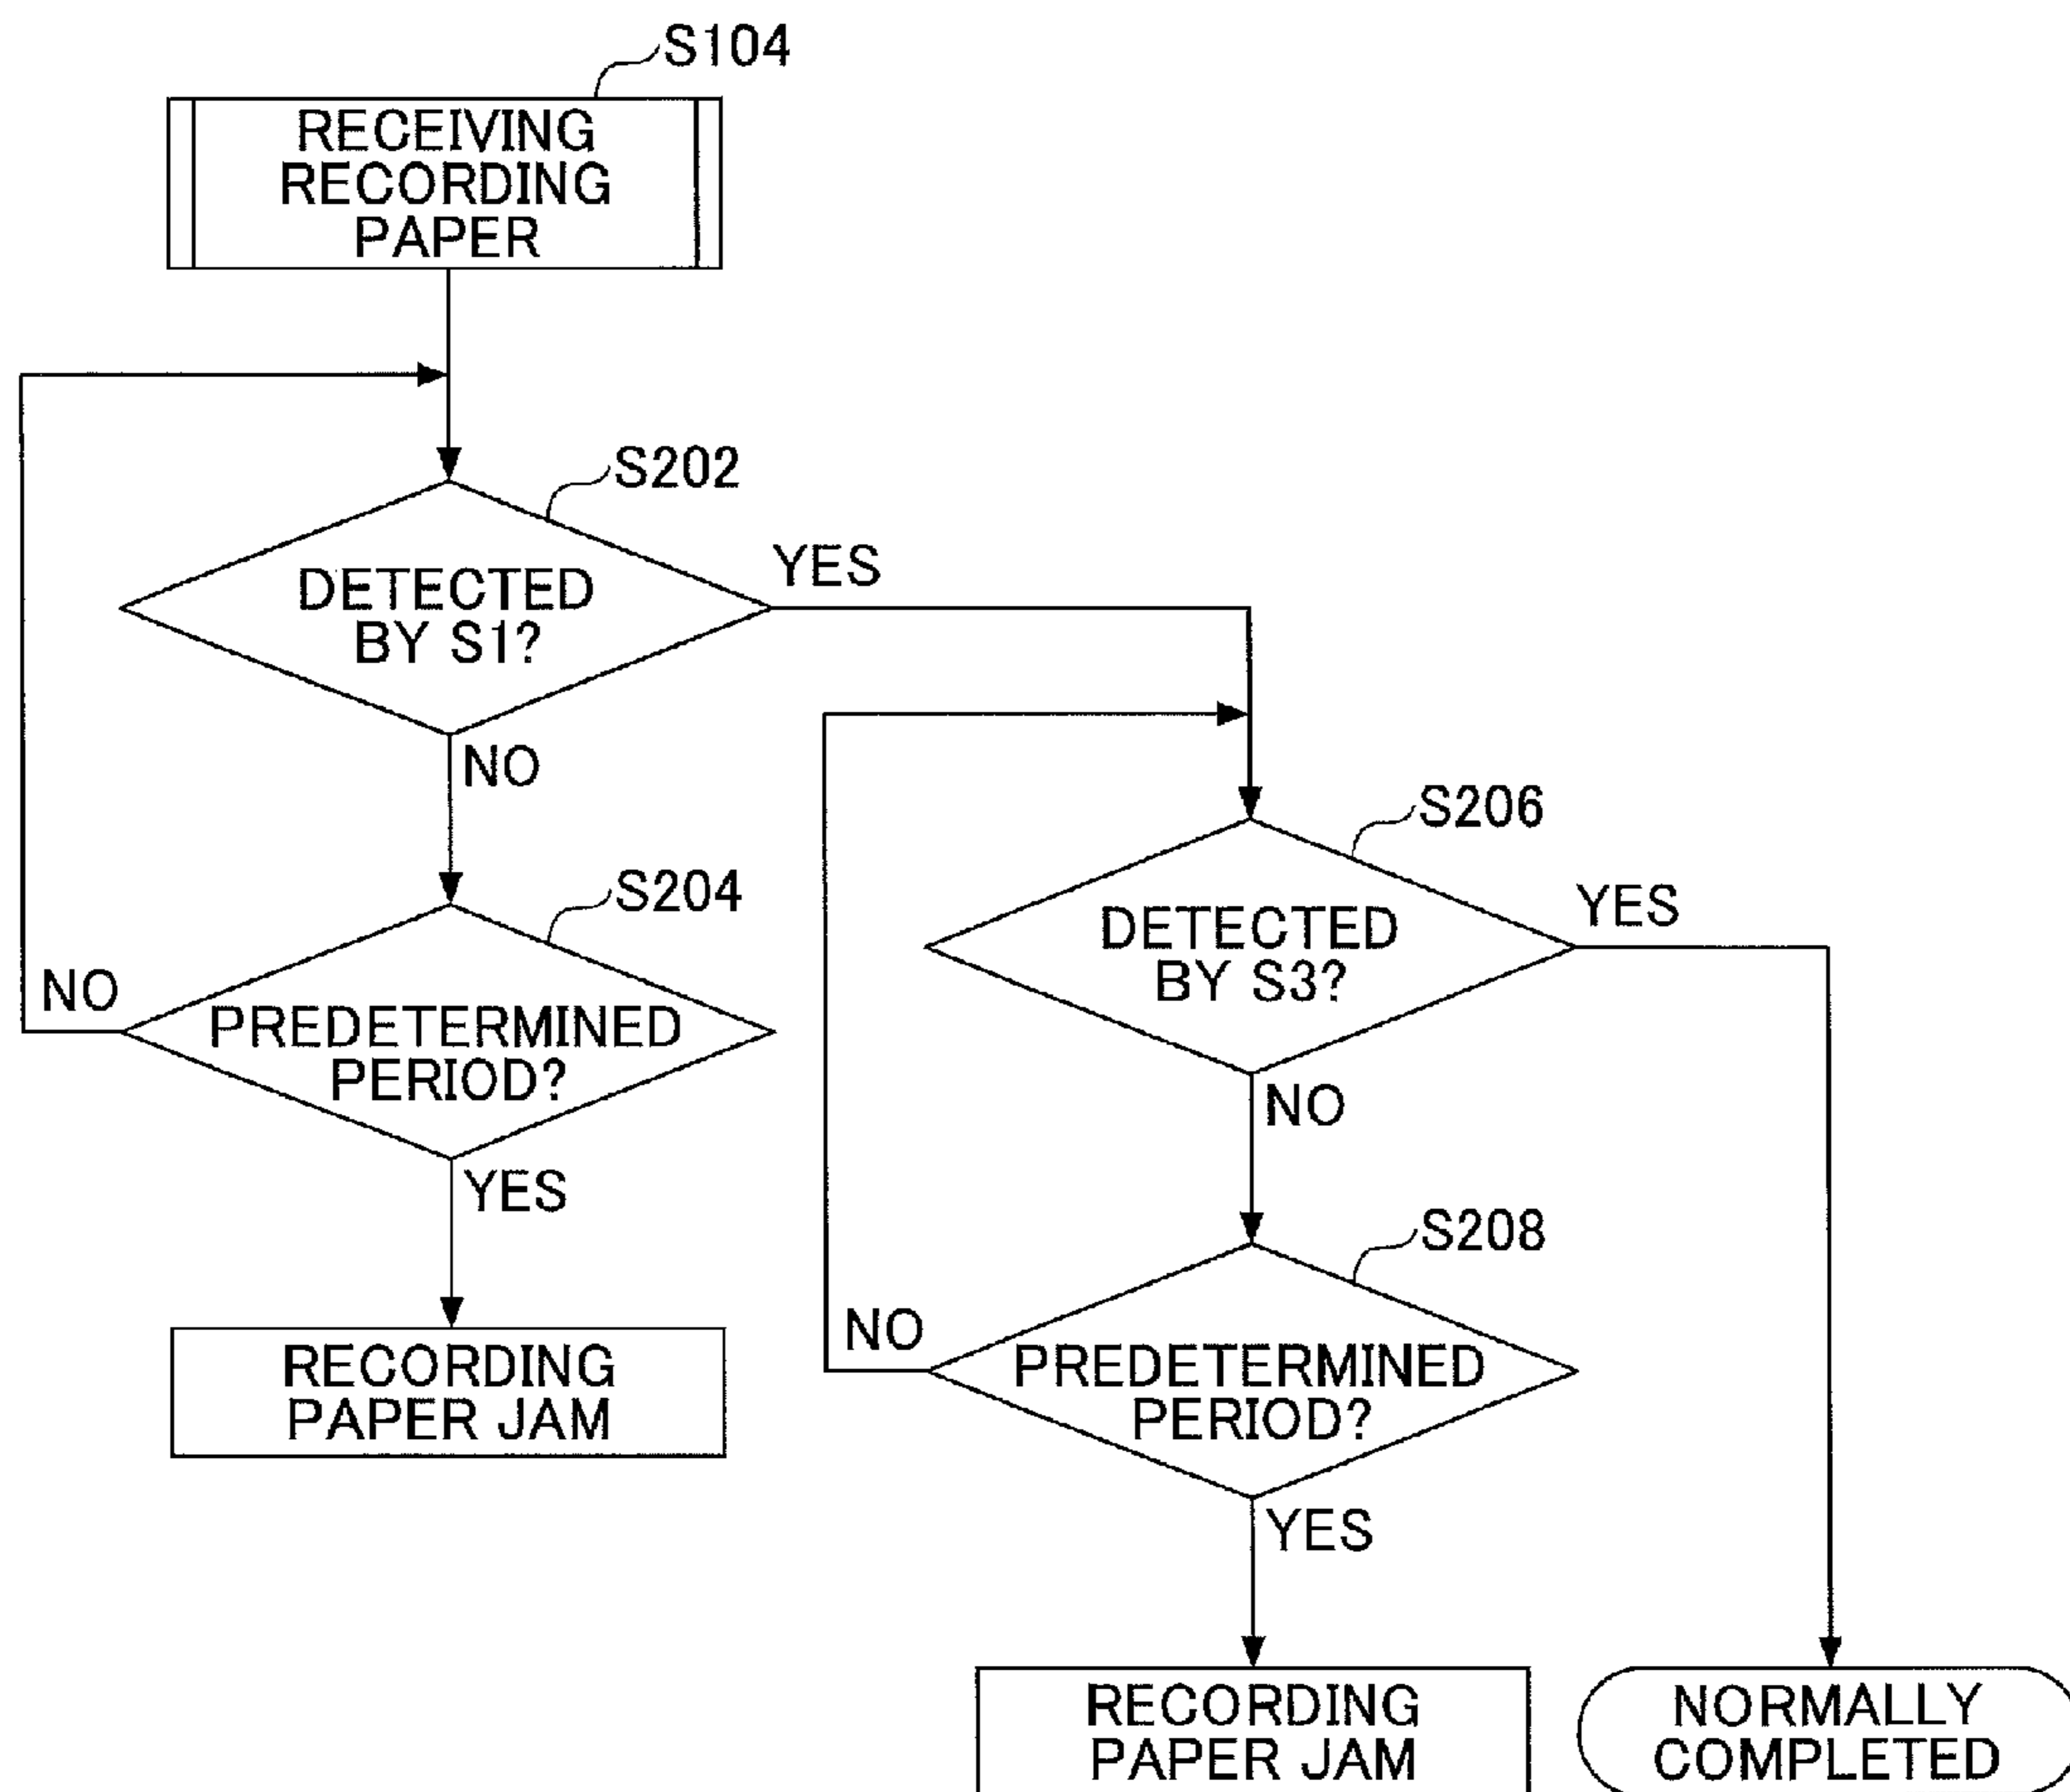 S104
RECEIVING
RECORDING
PAPER
S202
DETECTED
BY S1?
YES
NO
S204
PREDETERMINED
PERIOD?
NO
YES
RECORDING
PAPER JAM
S206
DETECTED
BY S3?
YES
NO
S208
PREDETERMINED
PERIOD?
NO
YES
RECORDING
PAPER JAM
NORMALLY
COMPLETED